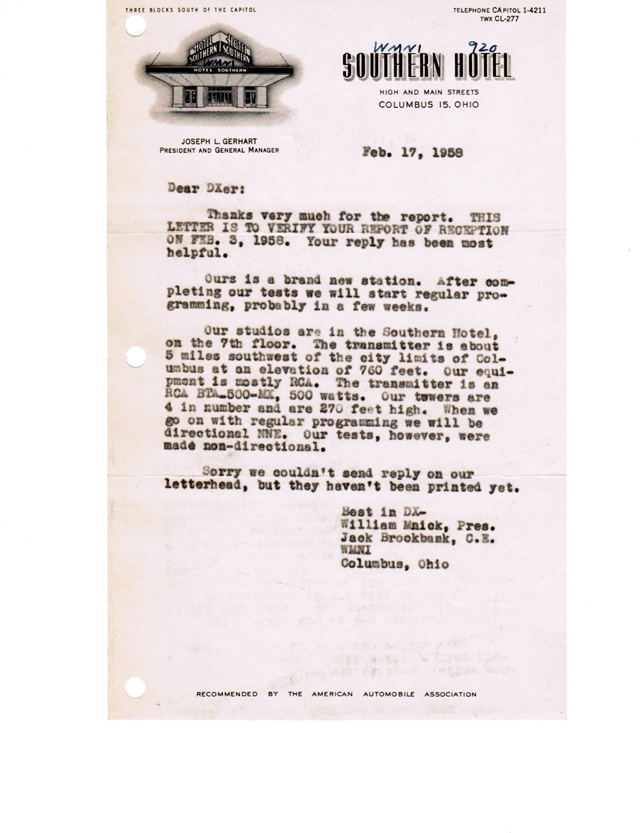 THREE BLOCKS SOUTH OF THE CAPITOL
TELEPHONE CAPITOL 1-4211
TWX CL-277
HOTEL SOUTHERN
HOTEL SOUTHERN
WMNI
HOTEL SOUTHERN
WMNI 920
SOUTHERN HOTEL
HIGH AND MAIN STREETS
COLUMBUS 15, OHIO
JOSEPH L. GERHART
PRESIDENT AND GENERAL MANAGER
Feb. 17, 1958
Dear DXer:
Thanks very much for the report. THIS
LETTER IS TO VERIFY YOUR REPORT OF RECEPTION
ON FEB. 3, 1958. Your reply has been most
helpful.
Ours is a brand new station. After com-
pleting our tests we will start regular pro-
gramming, probably in a few weeks.
Our studios are in the Southern Hotel,
on the 7th floor. The transmitter is about
5 miles southwest of the city limits of Col-
umbus at an elevation of 760 feet. Our equi-
pment is mostly RCA. The transmitter is an
RCA BTA-500-MX, 500 watts. Our towers are
4 in number and are 270 feet high. When we
go on with regular programming we will be
directional NNE. Our tests, however, were
made non-directional.
Sorry we couldn't send reply on our
letterhead, but they haven't been printed yet.
Best in DX-
William Mnick, Pres.
Jack Brookbank, C.E.
WMNI
Columbus, Ohio
RECOMMENDED BY THE AMERICAN AUTOMOBILE ASSOCIATION